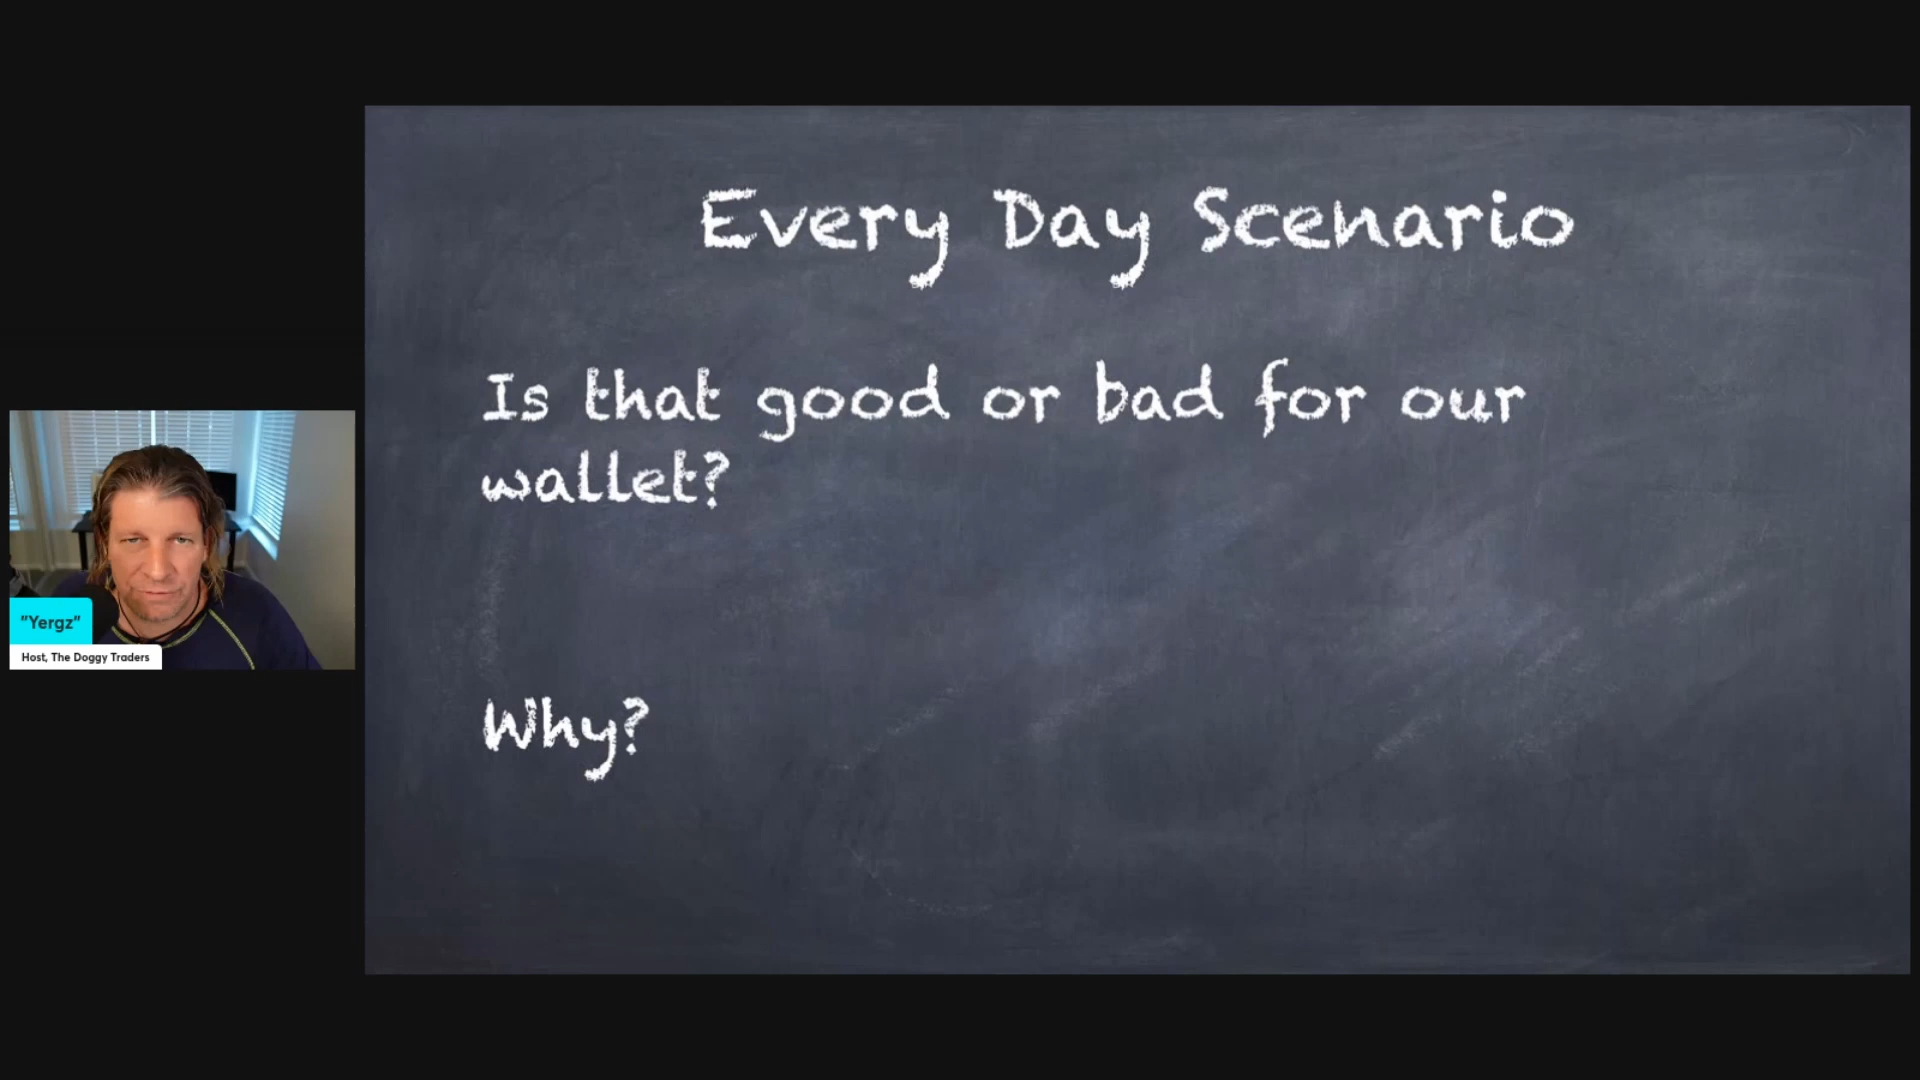 Every Day Scenario
Is that good or bad for our
wallet?
Why?
"Yergz"
Host, The Doggy Traders